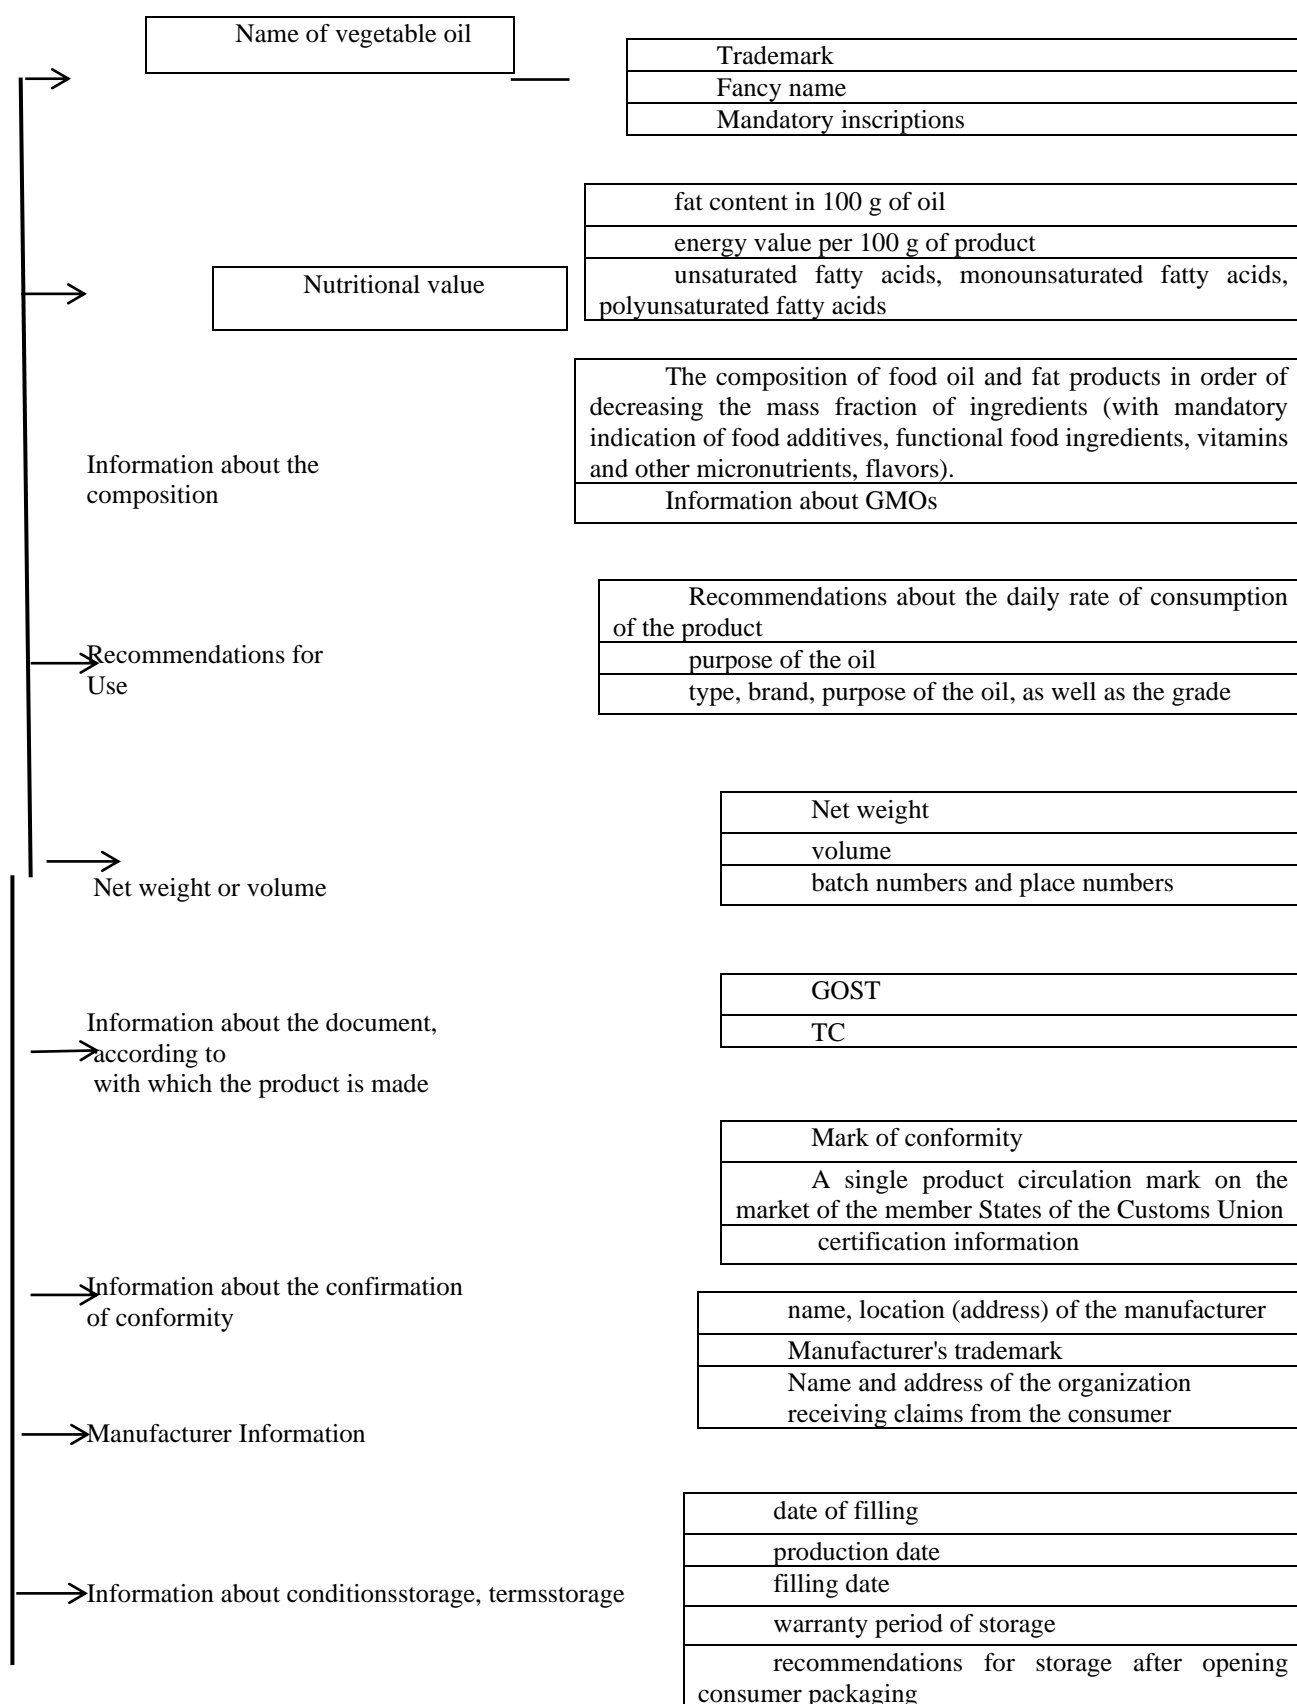 Name of vegetable oil
Trademark
Fancy name
Mandatory inscriptions
fat content in 100 g of oil
energy value per 100 g of product
unsaturated fatty acids, monounsaturated fatty acids,
polyunsaturated fatty acids
Nutritional value
The composition of food oil and fat products in order of
decreasing the mass fraction of ingredients (with mandatory
indication of food additives, functional food ingredients, vitamins
and other micronutrients, flavors).
Information about GMOs
Information about the
composition
Recommendations about the daily rate of consumption
of the product
purpose of the oil
type, brand, purpose of the oil, as well as the grade
Recommendations for
Use
Net weight
volume
batch numbers and place numbers
Net weight or volume
GOST
TC
Information about the document,
according to
with which the product is made
Mark of conformity
A single product circulation mark on the
market of the member States of the Customs Union
certification information
Information about the confirmation
of conformity
name, location (address) of the manufacturer
Manufacturer's trademark
Name and address of the organization
receiving claims from the consumer
Manufacturer Information
date of filling
production date
filling date
warranty period of storage
recommendations for storage after opening
consumer packaging
Information about conditionsstorage, termsstorage